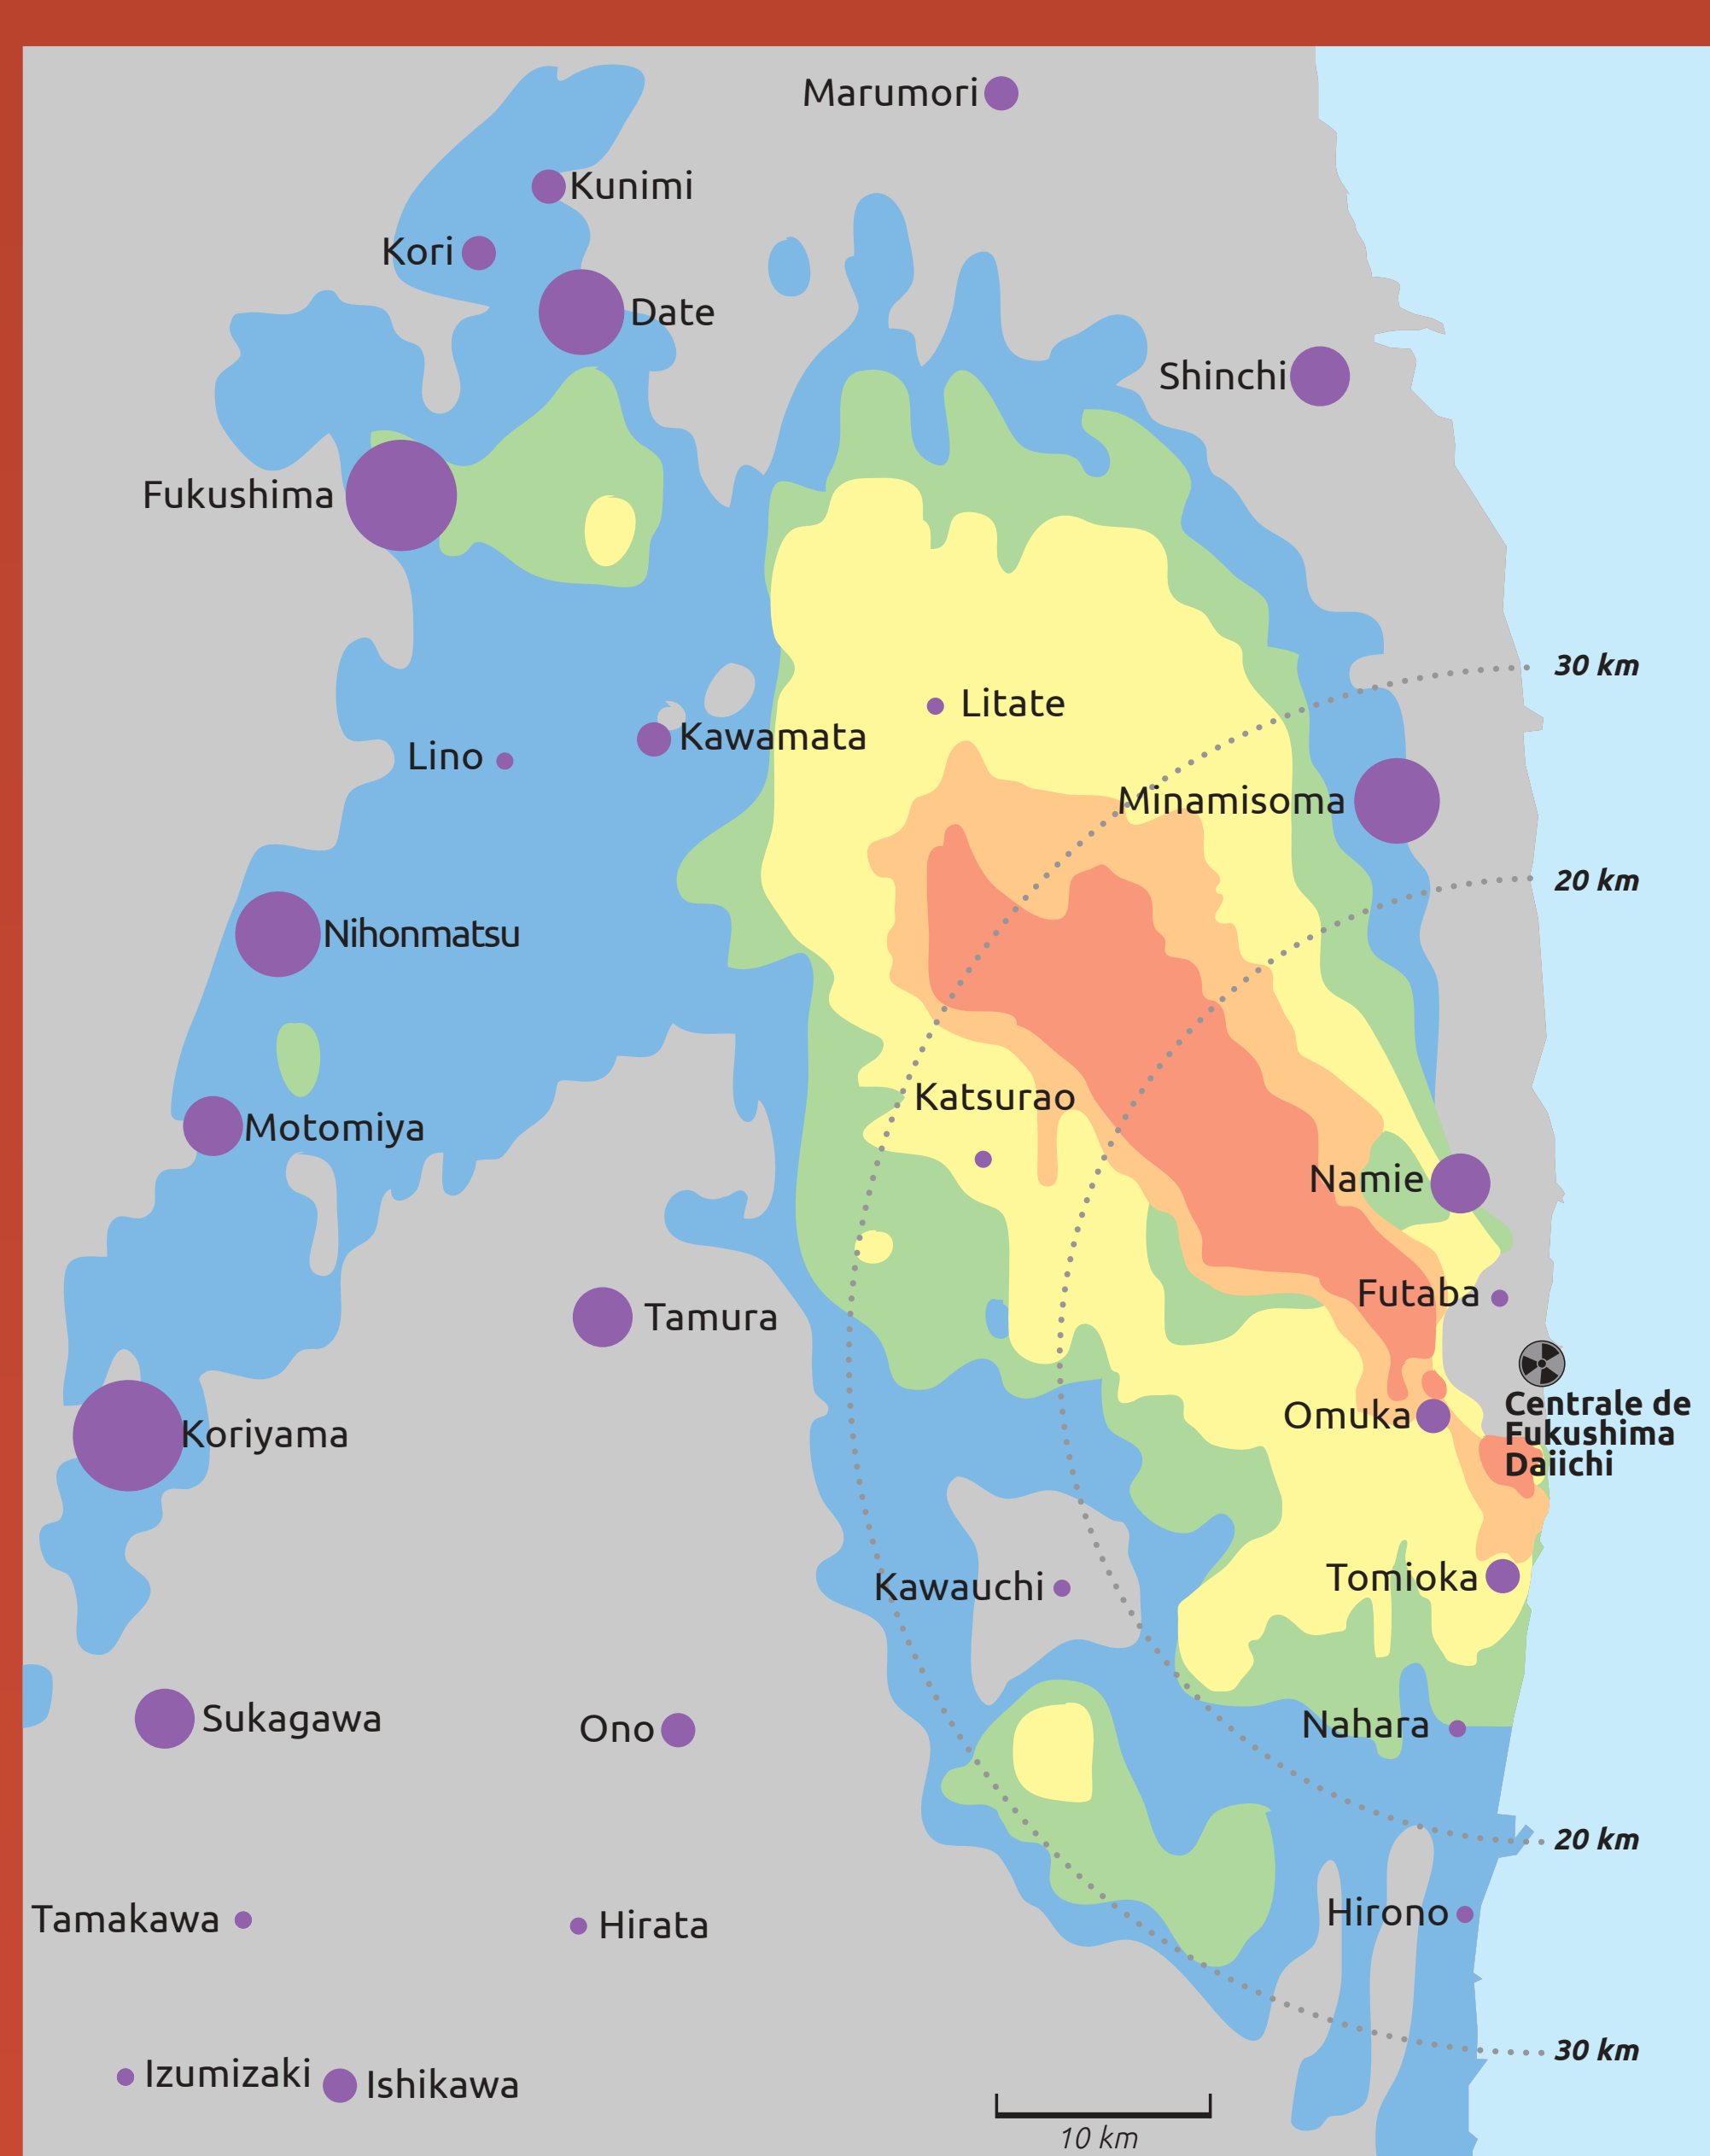 Marumori
Kunimi
Kori
Date
Shinchi
Fukushima
30 km
Litate
Kawamata
Lino
Minamisoma
20 km
Nihonmatsu
Katsurao
Motomiya
Namie
Futaba
Tamura
Centrale de
Fukushima
Daiichi
Omuka
Koriyama
Tomioka
Kawauchi
Sukagawa
Ono
Nahara
20 km
Hirono
Tamakawa
Hirata
30 km
Izumizaki
Ishikawa
10 km